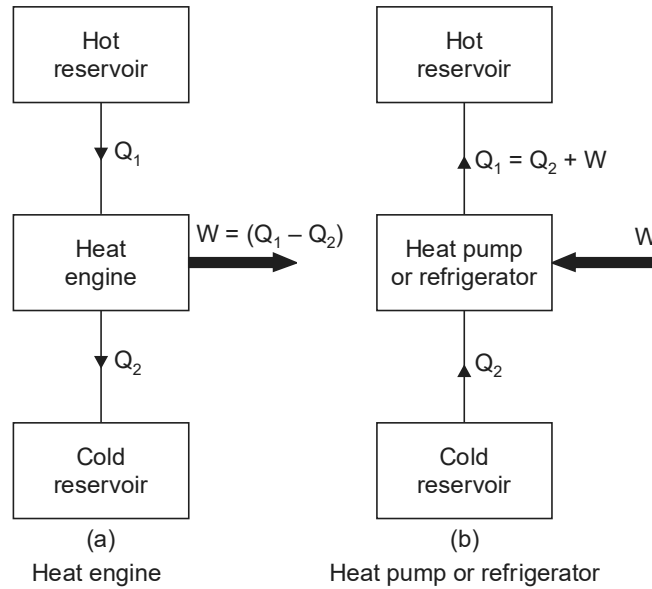 Hot
reservoir
Q₁
Heat
engine
W = (Q₁ – Q₂)
Q₂
Cold
reservoir
(a)
Heat engine
Hot
reservoir
Q₁ = Q₂ + W
Heat pump
or refrigerator
W
Q₂
Cold
reservoir
(b)
Heat pump or refrigerator